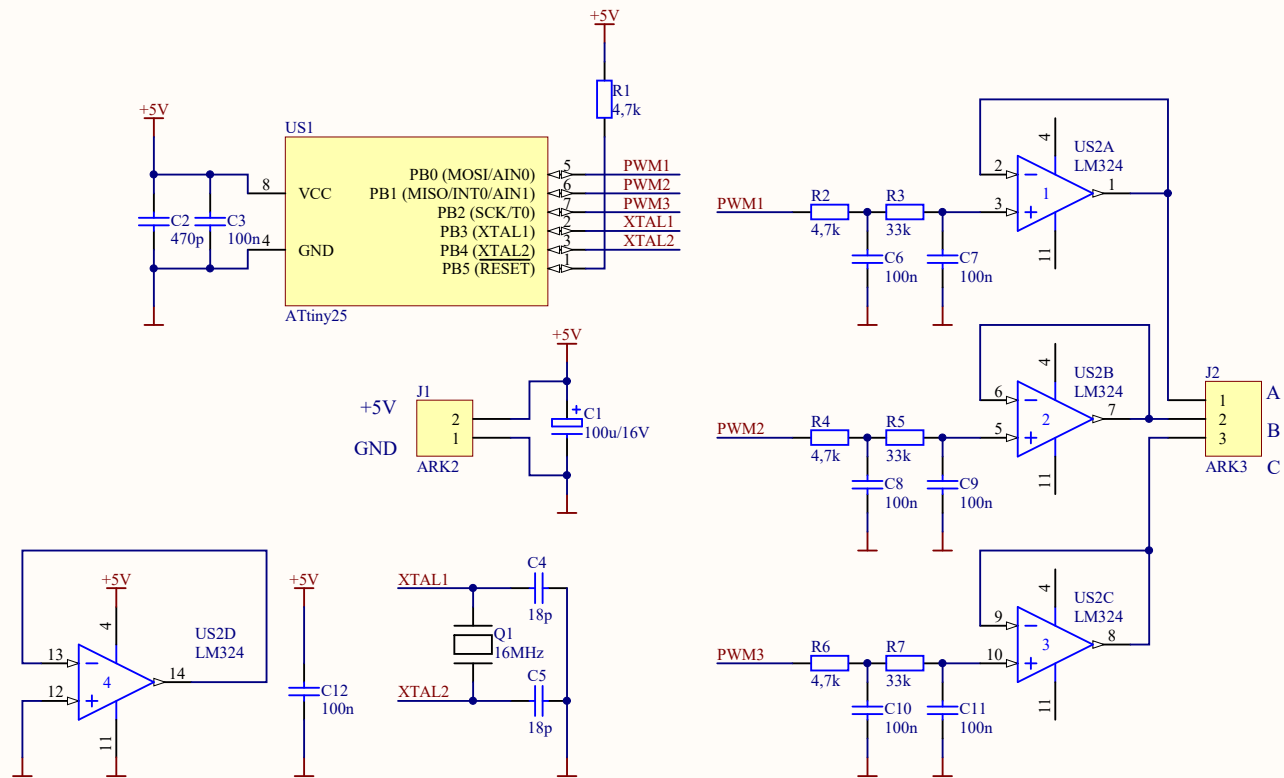 +5V
R1
4,7k
+5V
US1
8
VCC
4
GND
C2
470p
C3
100n
PB0 (MOSI/AIN0)
5
PWM1
PB1 (MISO/INT0/AIN1)
6
PWM2
PB2 (SCK/T0)
7
PWM3
PB3 (XTAL1)
2
XTAL1
PB4 (XTAL2)
3
XTAL2
PB5 (RESET)
1
ATtiny25
PWM1
R2
4,7k
R3
33k
C6
100n
C7
100n
2
3
4
1
1
11
US2A
LM324
+5V
J1
+5V
GND
2
1
ARK2
+
C1
100u/16V
PWM2
R4
4,7k
R5
33k
C8
100n
C9
100n
6
5
4
2
7
11
US2B
LM324
J2
1
2
3
A
B
C
ARK3
+5V
4
13
12
4
14
11
US2D
LM324
+5V
C12
100n
XTAL1
XTAL2
C4
18p
Q1
16MHz
C5
18p
PWM3
R6
4,7k
R7
33k
C10
100n
C11
100n
9
10
4
3
8
11
US2C
LM324